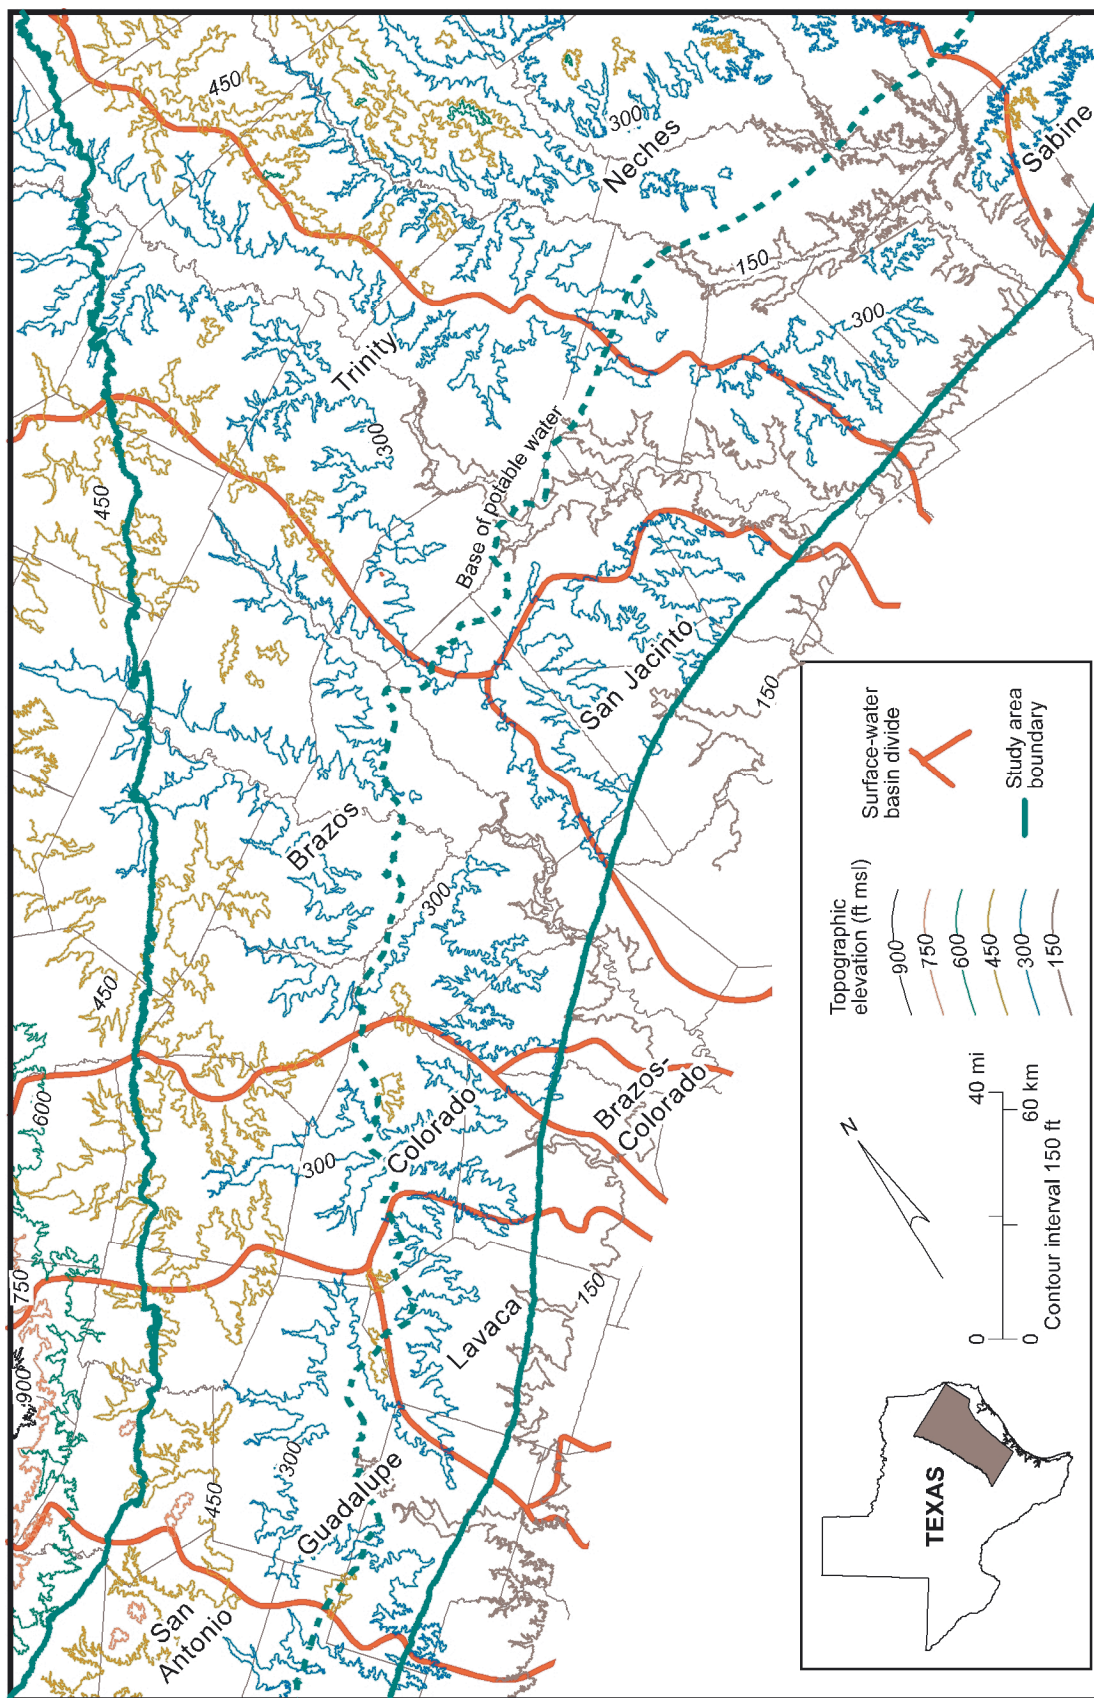 450
300
Neches
Sabine
150
300
Trinity
300
450
Base of potable water
San Jacinto
150
Brazos
300
450
600
Colorado
Brazos-
Colorado
300
750
Lavaca
150
900
Guadalupe
300
450
San
Antonio
Topographic
elevation (ft msl)
900
750
600
450
300
150
Surface-water
basin divide
Study area
boundary
N
0 40 mi
0 60 km
Contour interval 150 ft
TEXAS